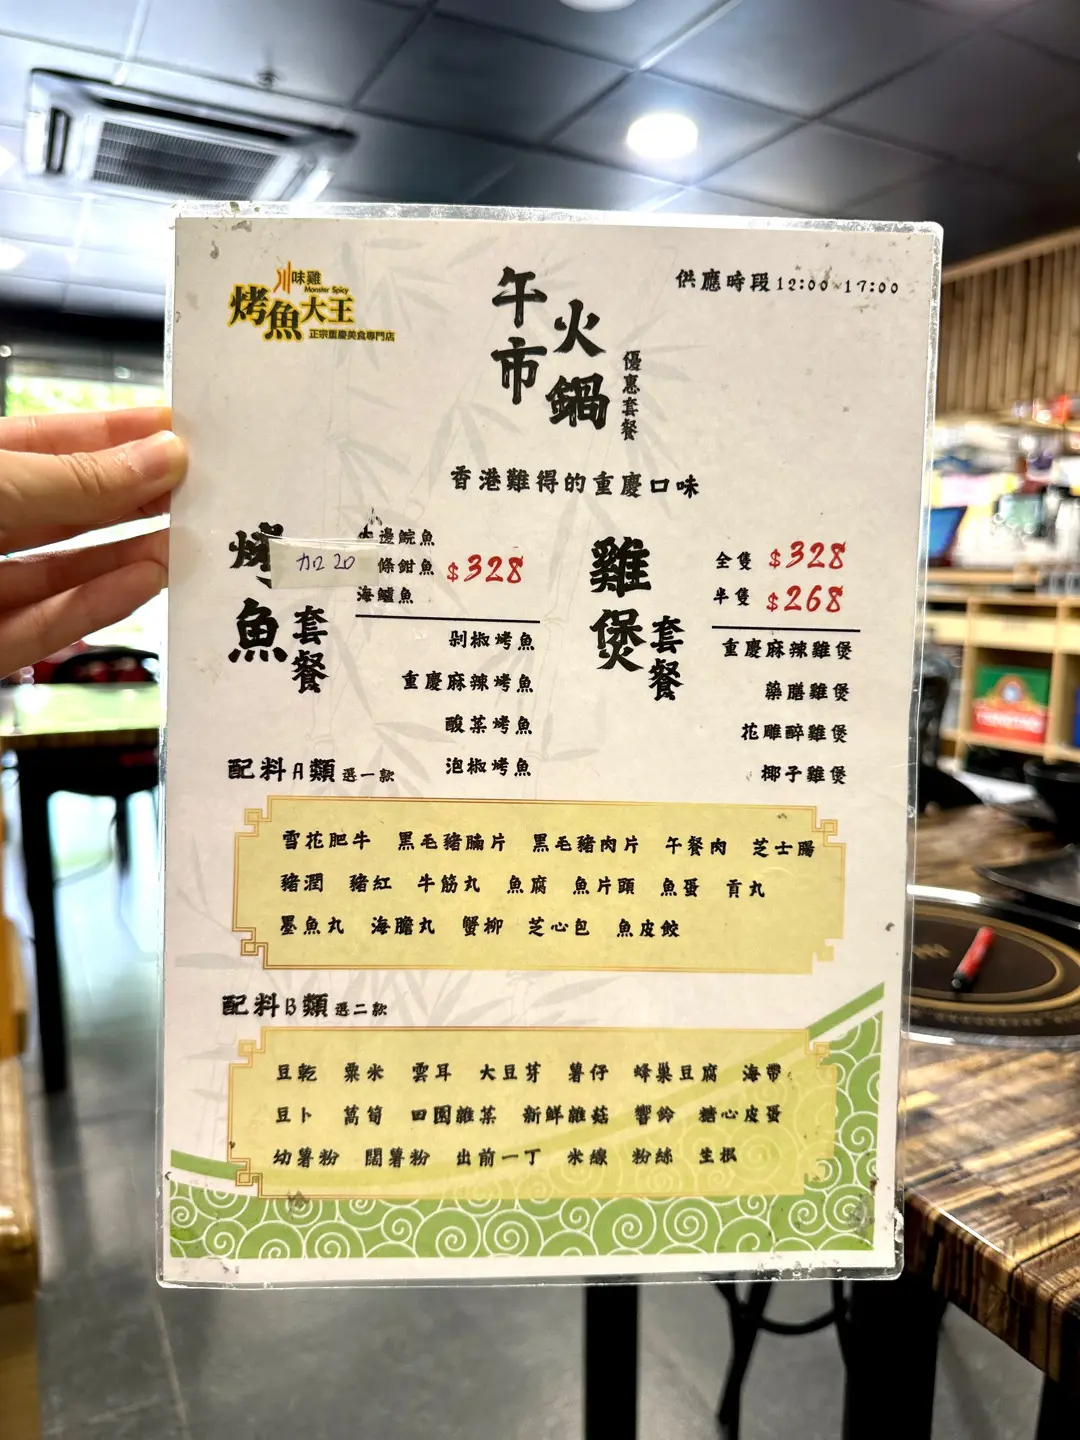 川味雞
Monster Spicy
烤魚大王
正宗重慶美食專門店
供應時段12:00-17:00
午市
火鍋
優惠套餐
香港難得的重慶口味
烤魚
套餐
加20
邊鯇魚
條鉗魚
海鱸魚
$328
剁椒烤魚
重慶麻辣烤魚
酸菜烤魚
泡椒烤魚
雞煲
套餐
全隻 $328
半隻 $268
重慶麻辣雞煲
藥膳雞煲
花雕醉雞煲
椰子雞煲
配料A類 選一款
雪花肥牛 黑毛豬腩片 黑毛豬肉片 午餐肉 芝士腸
豬潤 豬紅 牛筋丸 魚腐 魚片頭 魚蛋 貢丸
墨魚丸 海膽丸 蟹柳 芝心包 魚皮餃
配料B類 選二款
豆乾 粟米 雲耳 大豆芽 薯仔 蜂巢豆腐 海帶
豆卜 萵筍 田園雜菜 新鮮雜菇 響鈴 糖心皮蛋
幼薯粉 闊薯粉 出前一丁 米線 粉絲 生根
TSINGTAO